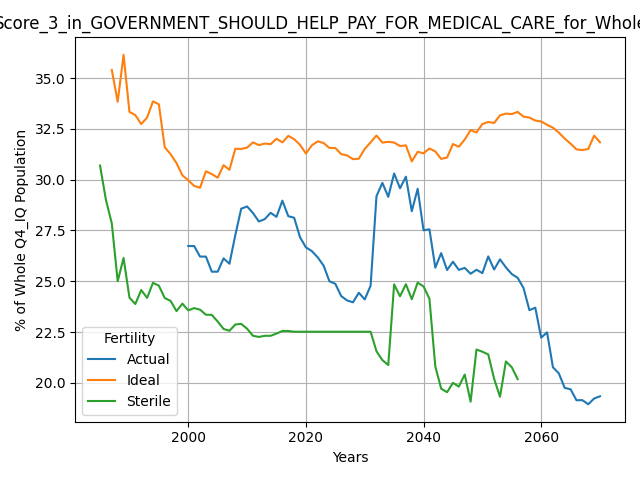 Score_3_in_GOVERNMENT_SHOULD_HELP_PAY_FOR_MEDICAL_CARE_for_Whole
% of Whole Q4_IQ Population
35.0
32.5
30.0
27.5
25.0
22.5
20.0
Fertility
Actual
Ideal
Sterile
2000
2020
2040
2060
Years